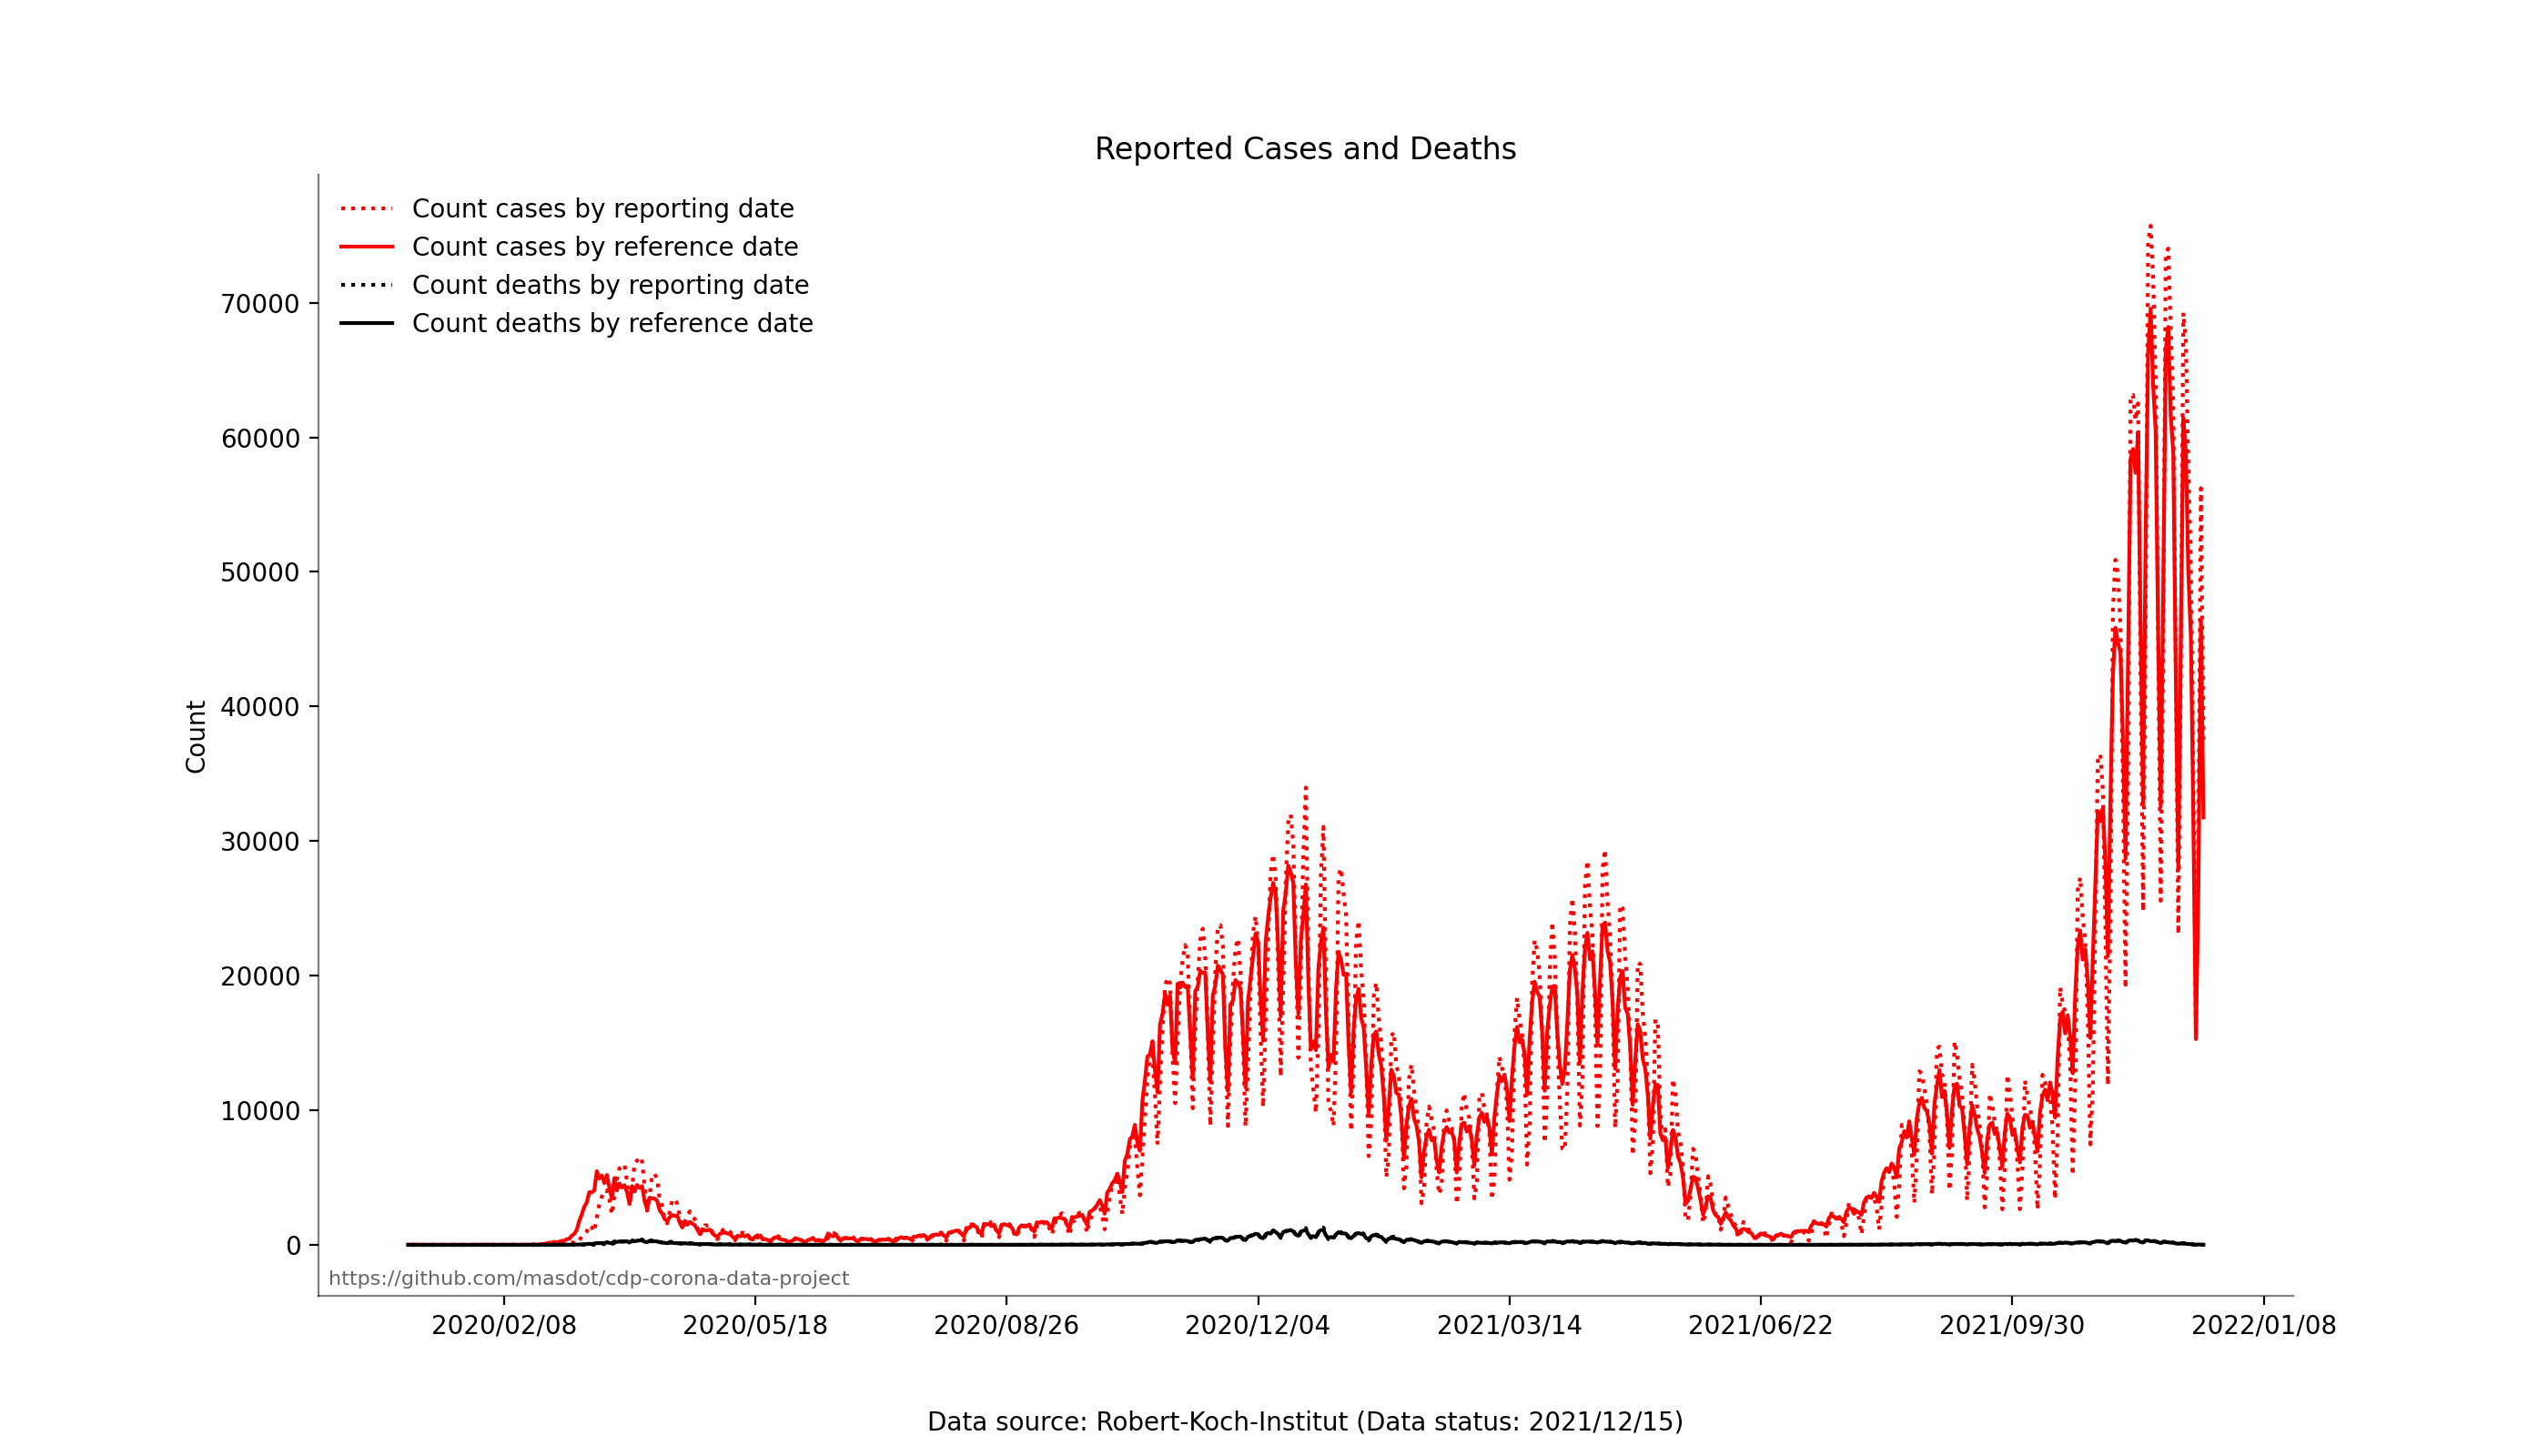 Reported Cases and Deaths
Count cases by reporting date
Count cases by reference date
Count deaths by reporting date
Count deaths by reference date
70000
60000
50000
40000
30000
20000
10000
0
Count
https://github.com/masdot/cdp-corona-data-project
2020/02/08 2020/05/18 2020/08/26 2020/12/04 2021/03/14 2021/06/22 2021/09/30 2022/01/08
Data source: Robert-Koch-Institut (Data status: 2021/12/15)